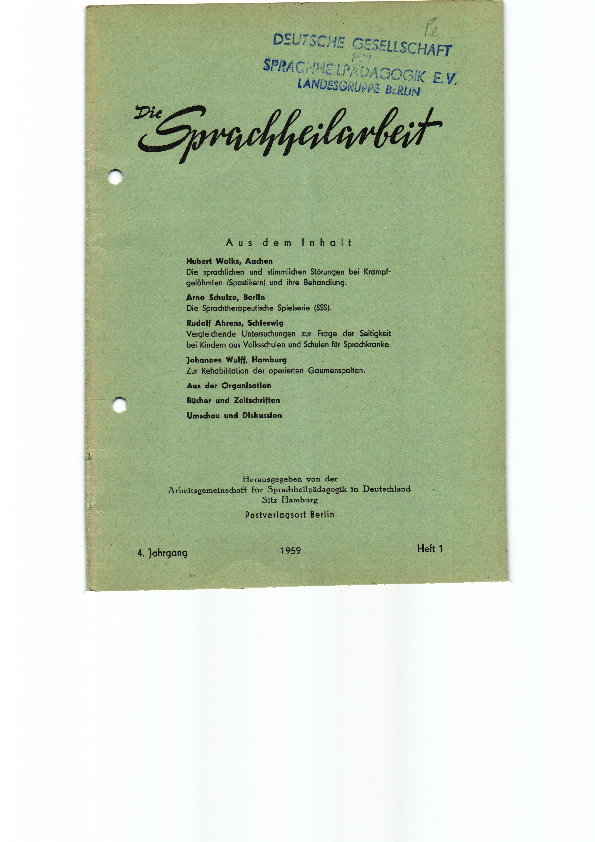 DEUTSCHE GESELLSCHAFT
SPRACHHEILPÄDAGOGIK E.V.
LANDESGRUPPE BERLIN
Die
Sprachheilarbeit
Aus dem Inhalt
Hubert Wolks, Aachen
Die sprachlichen und stimmlichen Störungen bei Krampf-
gelähmten (Spastikern) und ihre Behandlung.
Arno Schulze, Berlin
Die Sprachtherapeutische Spielserie (SSS).
Rudolf Ahrens, Schleswig
Vergleichende Untersuchungen zur Frage der Seitigkeit
bei Kindern aus Volksschulen und Schulen für Sprachkranke.
Johannes Wulff, Hamburg
Zur Rehabilitation der operierten Gaumenspalten.
Aus der Organisation
Bücher und Zeitschriften
Umschau und Diskussion
Herausgegeben von der
Arbeitsgemeinschaft für Sprachheilpädagogik in Deutschland
Sitz Hamburg
Postverlagsort Berlin
4. Jahrgang 1959 Heft 1